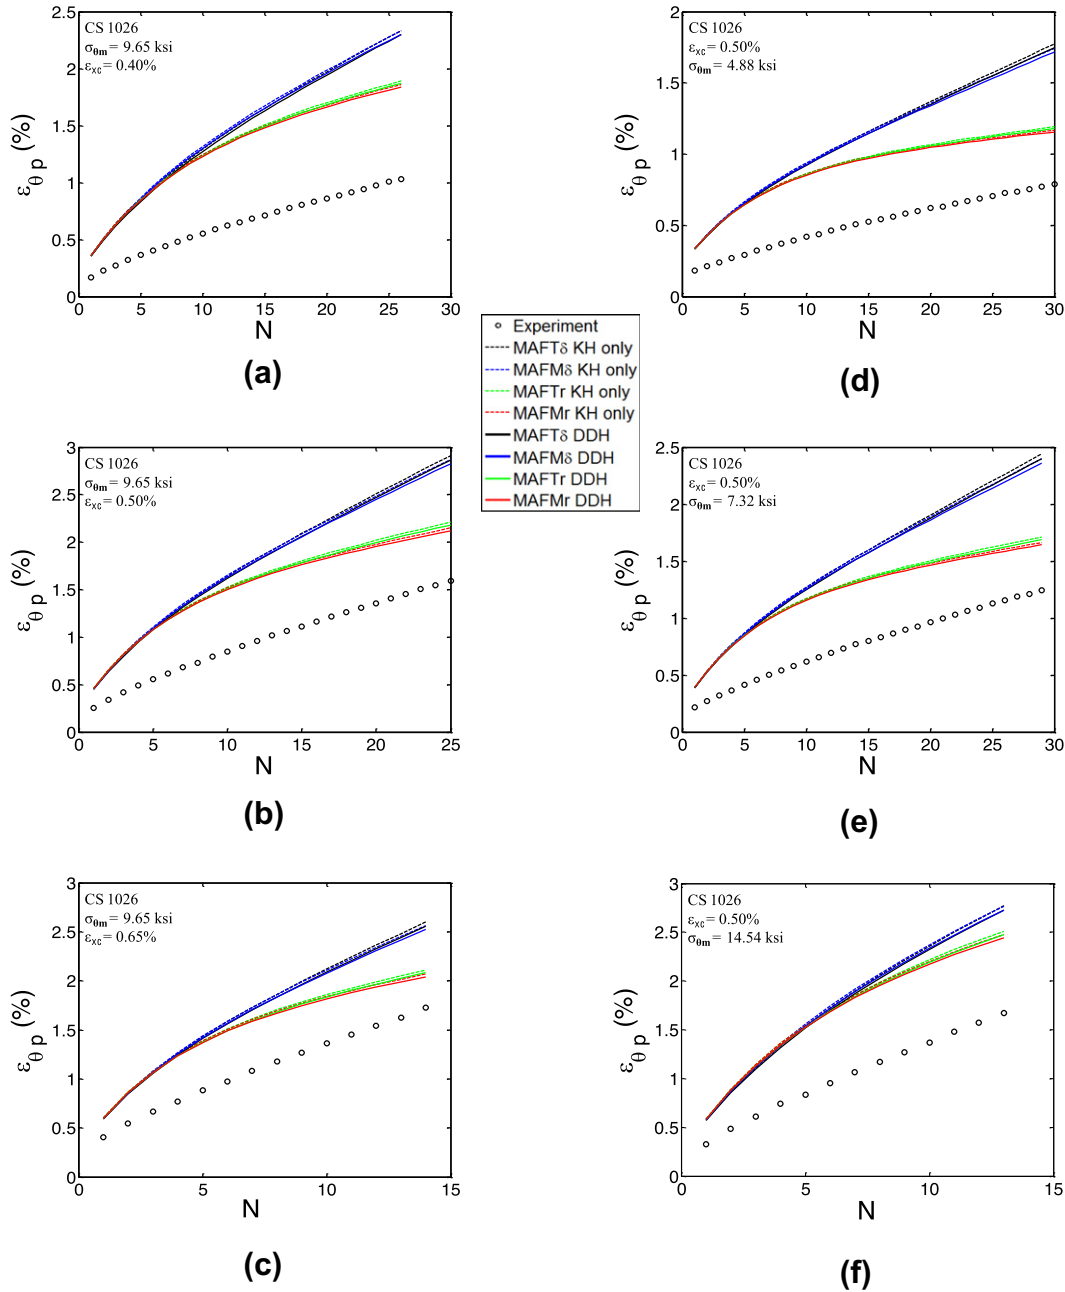 CS 1026
σθm = 9.65 ksi
εxc = 0.40%
εθ p (%)
2.5
2
1.5
1
0.5
0
0 5 10 15 20 25 30
N
(a)
CS 1026
εxc = 0.50%
σθm = 4.88 ksi
εθ p (%)
2
1.5
1
0.5
0
0 5 10 15 20 25 30
N
(d)
Experiment
MAFTδ KH only
MAFMδ KH only
MAFTr KH only
MAFMr KH only
MAFTδ DDH
MAFMδ DDH
MAFTr DDH
MAFMr DDH
CS 1026
σθm = 9.65 ksi
εxc = 0.50%
εθ p (%)
3
2.5
2
1.5
1
0.5
0
0 5 10 15 20 25
N
(b)
CS 1026
εxc = 0.50%
σθm = 7.32 ksi
εθ p (%)
2.5
2
1.5
1
0.5
0
0 5 10 15 20 25 30
N
(e)
CS 1026
σθm = 9.65 ksi
εxc = 0.65%
εθ p (%)
3
2.5
2
1.5
1
0.5
0
0 5 10 15
N
(c)
CS 1026
εxc = 0.50%
σθm = 14.54 ksi
εθ p (%)
3
2.5
2
1.5
1
0.5
0
0 5 10 15
N
(f)